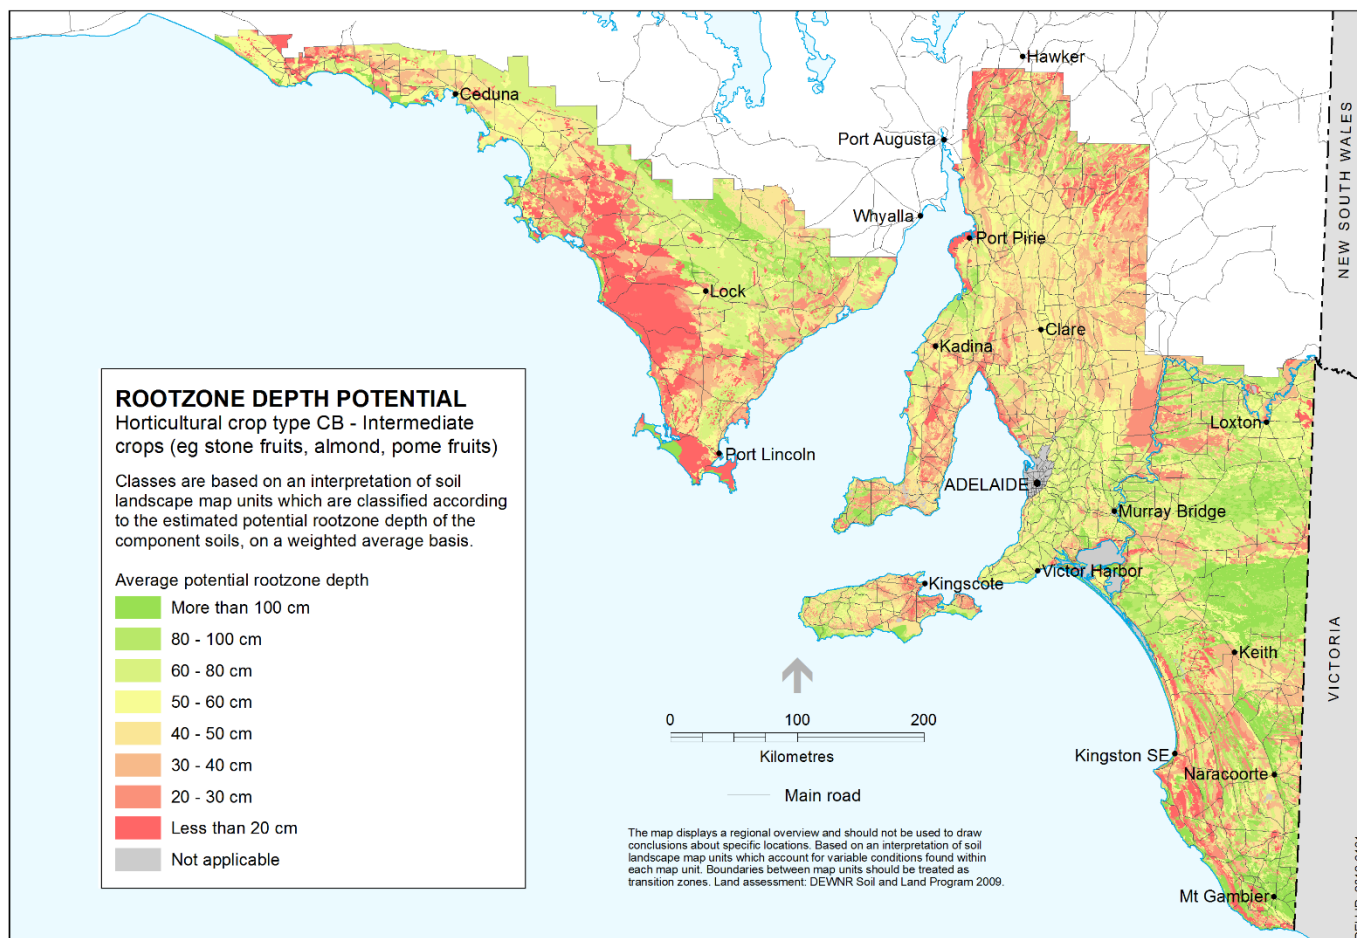 Hawker
NEW SOUTH WALES
Ceduna
Port Augusta
Whyalla
Port Pirie
Lock
Clare
Kadina
ROOTZONE DEPTH POTENTIAL
Horticultural crop type CB - Intermediate
crops (eg stone fruits, almond, pome fruits)
Classes are based on an interpretation of soil
landscape map units which are classified according
to the estimated potential rootzone depth of the
component soils, on a weighted average basis.
Average potential rootzone depth
More than 100 cm
80 - 100 cm
60 - 80 cm
50 - 60 cm
40 - 50 cm
30 - 40 cm
20 - 30 cm
Less than 20 cm
Not applicable
Loxton
Port Lincoln
ADELAIDE
Murray Bridge
Victor Harbor
Kingscote
Keith
VICTORIA
0 100 200
Kilometres
Main road
Kingston SE
Naracoorte
Mt Gambier
The map displays a regional overview and should not be used to draw
conclusions about specific locations. Based on an interpretation of soil
landscape map units which account for variable conditions found within
each map unit. Boundaries between map units should be treated as
transition zones. Land assessment: DEWNR Soil and Land Program 2009.